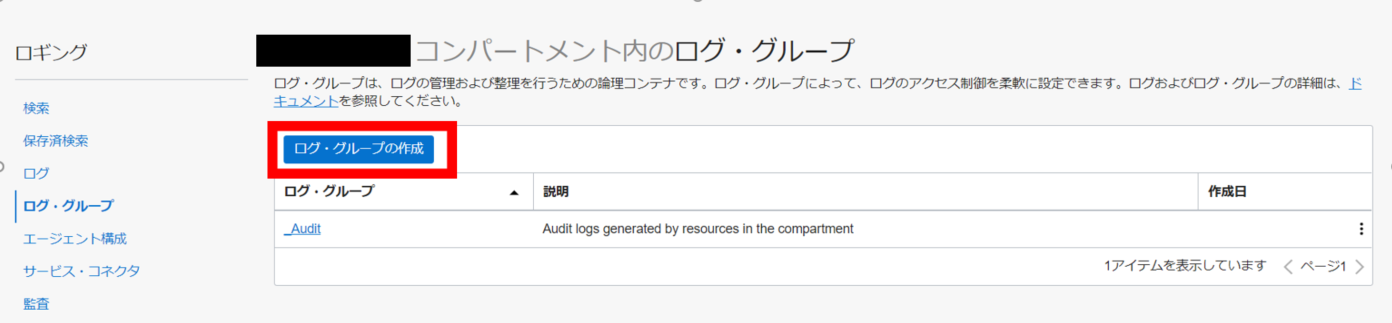 ロギング
検索
保存済検索
ログ
ログ・グループ
エージェント構成
サービス・コネクタ
監査
コンパートメント内のログ・グループ
ログ・グループは、ログの管理および整理を行うための論理コンテナです。ログ・グループによって、ログのアクセス制御を柔軟に設定できます。ログおよびログ・グループの詳細は、ド
キュメントを参照してください。
ログ・グループの作成
ログ・グループ 説明 作成日
_Audit Audit logs generated by resources in the compartment
1アイテムを表示しています ページ1